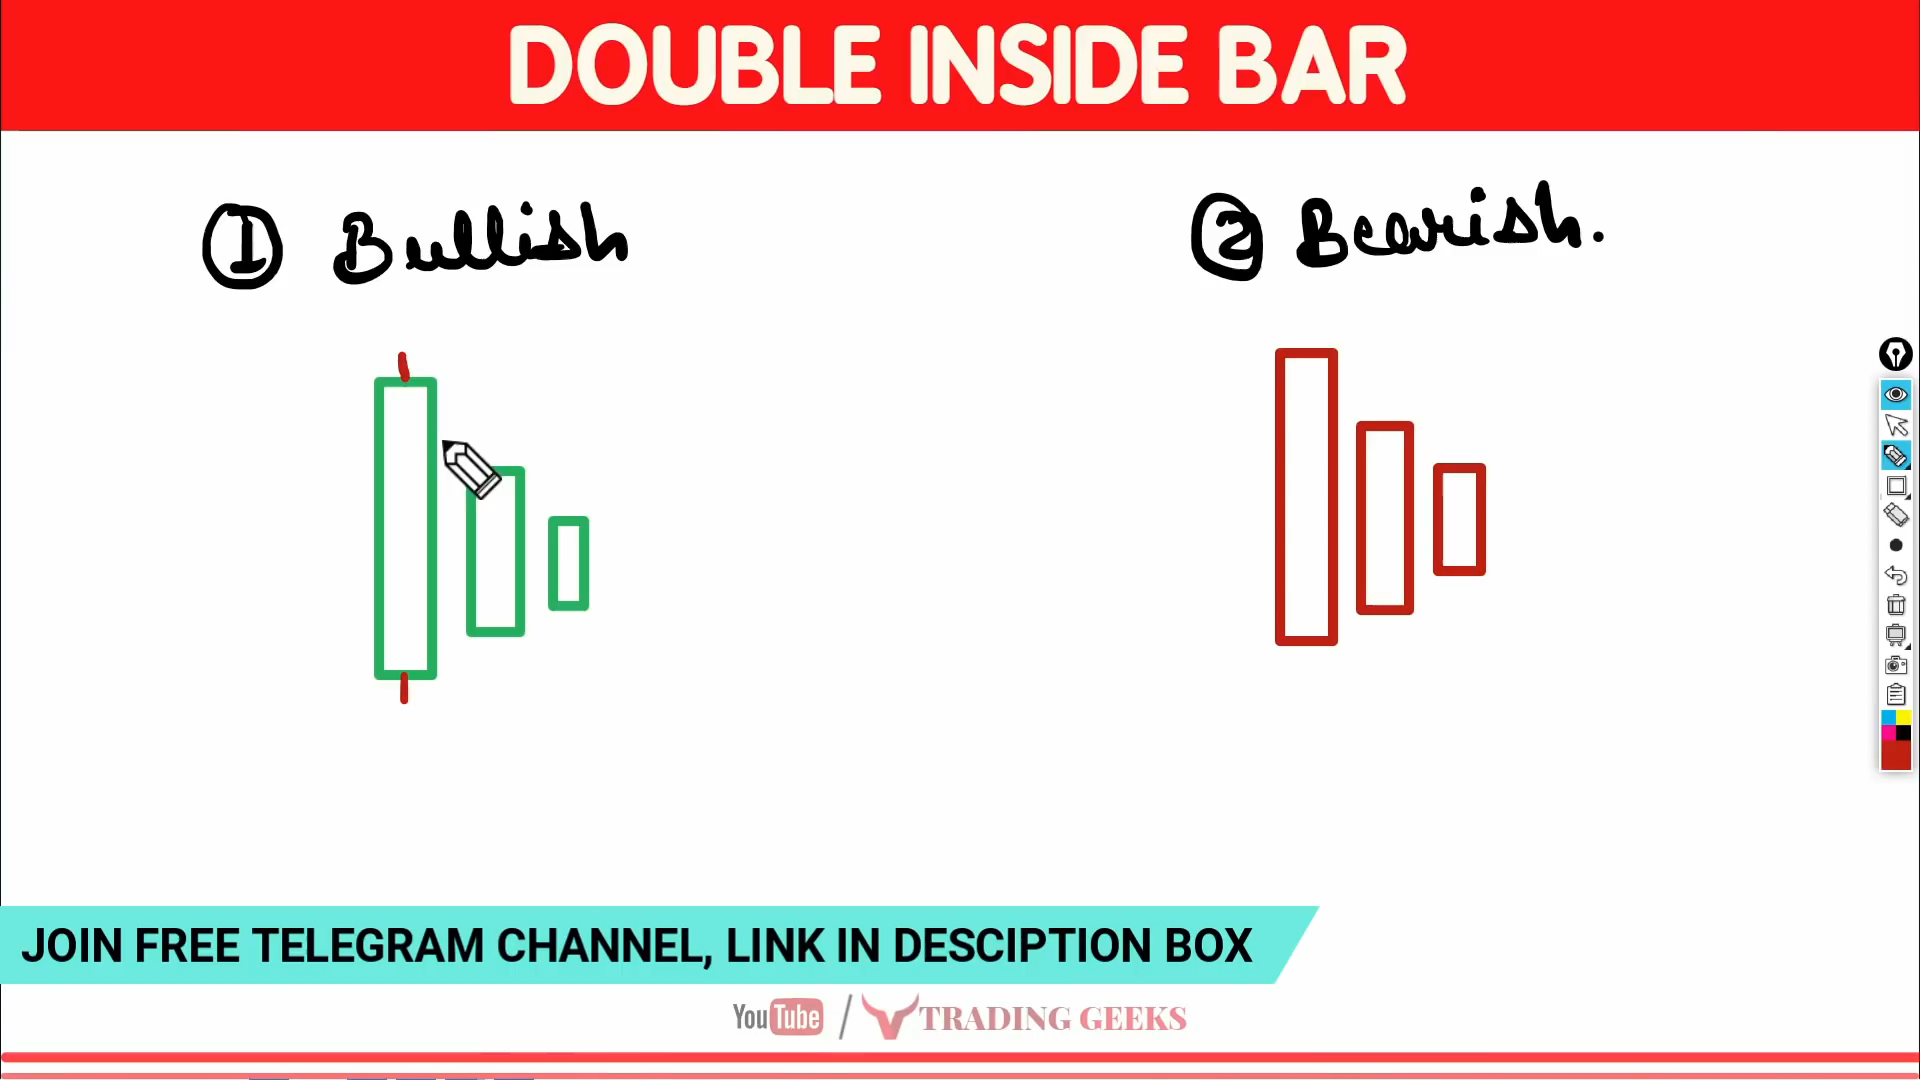 DOUBLE INSIDE BAR
① Bullish
② Bearish.
JOIN FREE TELEGRAM CHANNEL, LINK IN DESCIPTION BOX
YouTube / TRADING GEEKS